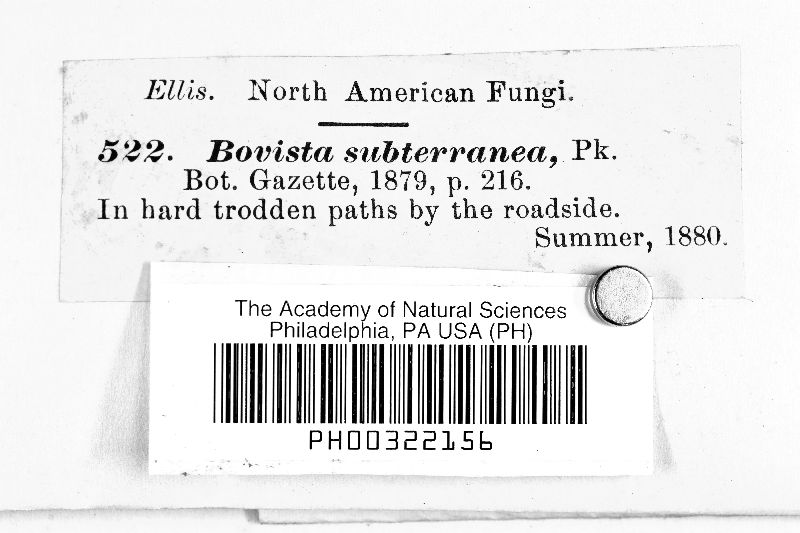 Ellis. North American Fungi.
522. Bovista subterranea, Pk.
Bot. Gazette, 1879, p. 216.
In hard trodden paths by the roadside.
Summer, 1880.
The Academy of Natural Sciences
Philadelphia, PA USA (PH)
PH00322156